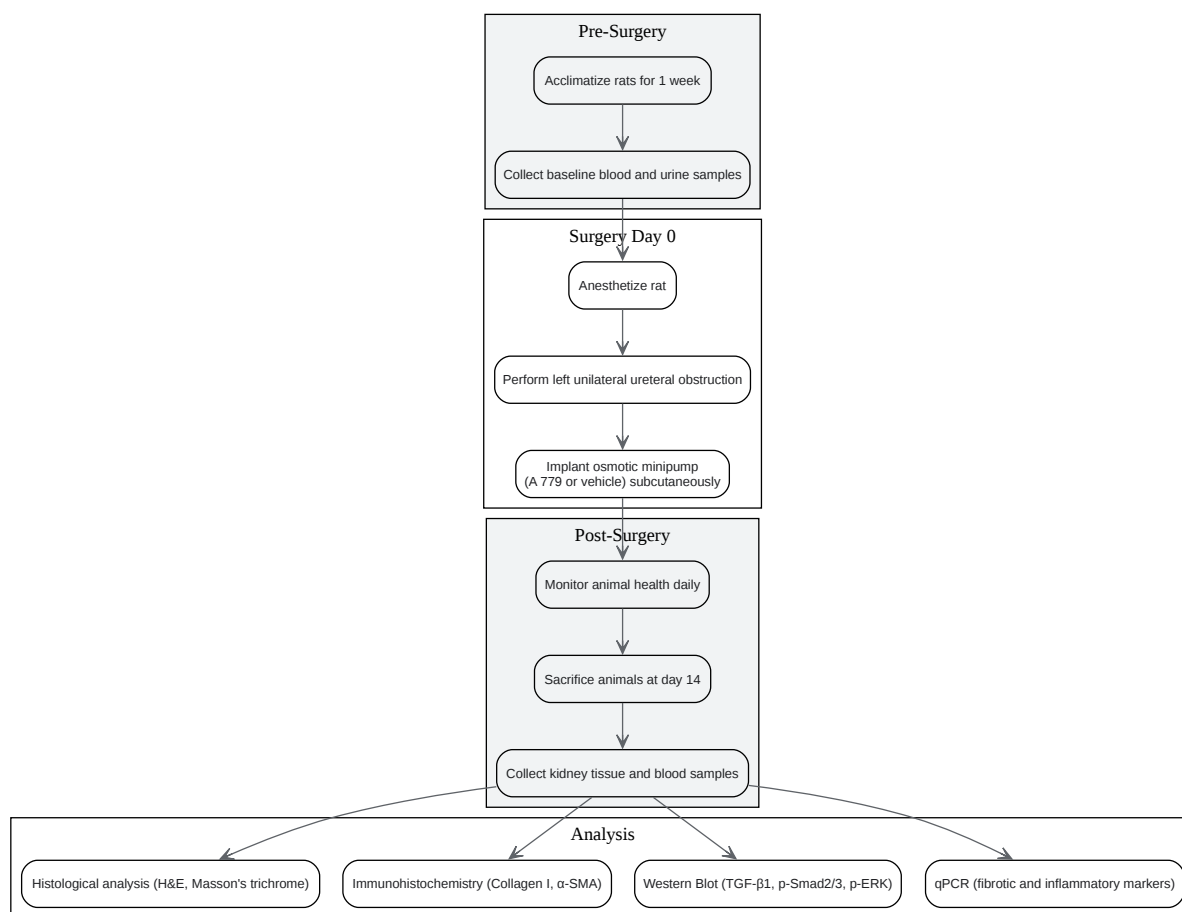 Pre-Surgery
Acclimatize rats for 1 week
Collect baseline blood and urine samples
Surgery Day 0
Anesthetize rat
Perform left unilateral ureteral obstruction
Implant osmotic minipump
(A 779 or vehicle) subcutaneously
Post-Surgery
Monitor animal health daily
Sacrifice animals at day 14
Collect kidney tissue and blood samples
Analysis
Histological analysis (H&E, Masson's trichrome)
Immunohistochemistry (Collagen I, α-SMA)
Western Blot (TGF-β1, p-Smad2/3, p-ERK)
qPCR (fibrotic and inflammatory markers)